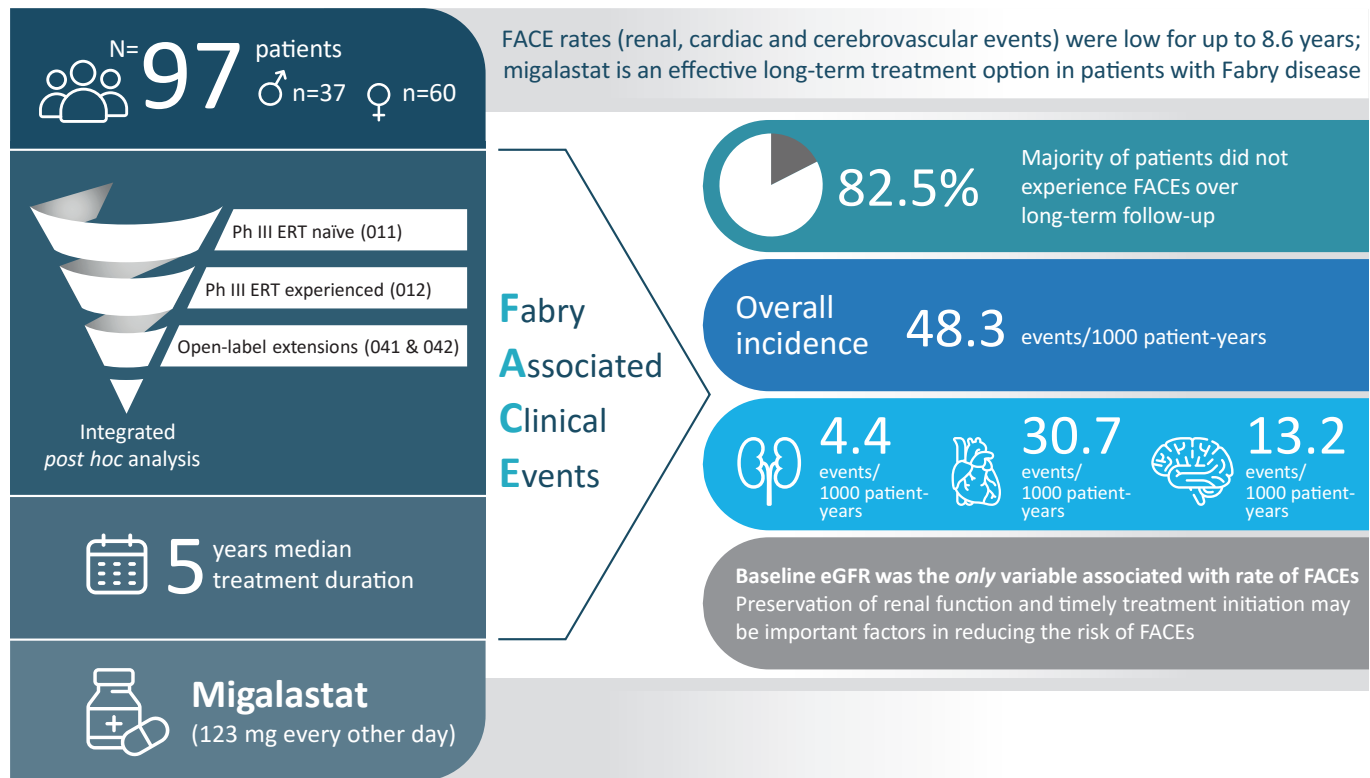 N= 97 patients
n=37 n=60
Ph III ERT naïve (011)
Ph III ERT experienced (012)
Open-label extensions (041 & 042)
Integrated
post hoc analysis
5 years median
treatment duration
Migalastat
(123 mg every other day)
FACE rates (renal, cardiac and cerebrovascular events) were low for up to 8.6 years;
migalastat is an effective long-term treatment option in patients with Fabry disease
Fabry
Associated
Clinical
Events
82.5%
Majority of patients did not
experience FACEs over
long-term follow-up
Overall
incidence
48.3 events/1000 patient-years
4.4
events/
1000 patient-
years
30.7
events/
1000 patient-
years
13.2
events/
1000 patient-
years
Baseline eGFR was the only variable associated with rate of FACEs
Preservation of renal function and timely treatment initiation may
be important factors in reducing the risk of FACEs